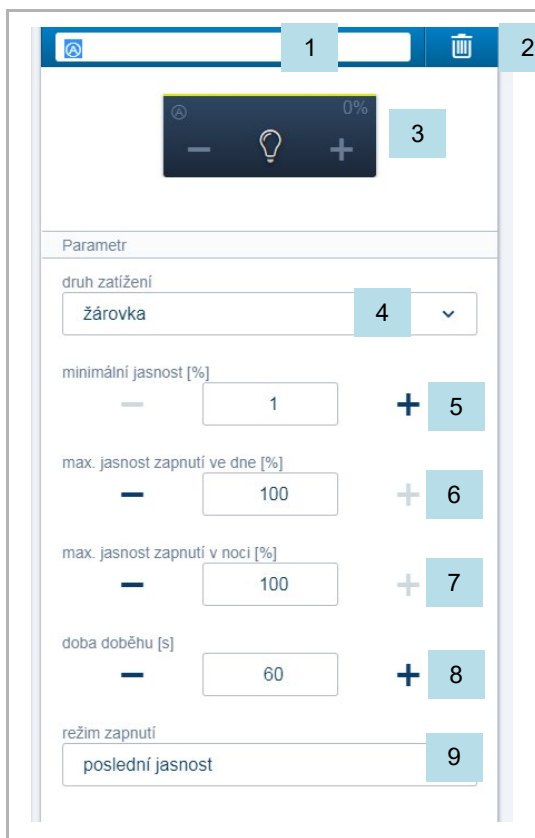 Ⓐ 1 2
Ⓐ 0%
3
Parametr
druh zatížení
žárovka 4
minimální jasnost [%]
1 5
max. jasnost zapnutí ve dne [%]
100 6
max. jasnost zapnutí v noci [%]
100 7
doba doběhu [s]
60 8
režim zapnutí
poslední jasnost 9